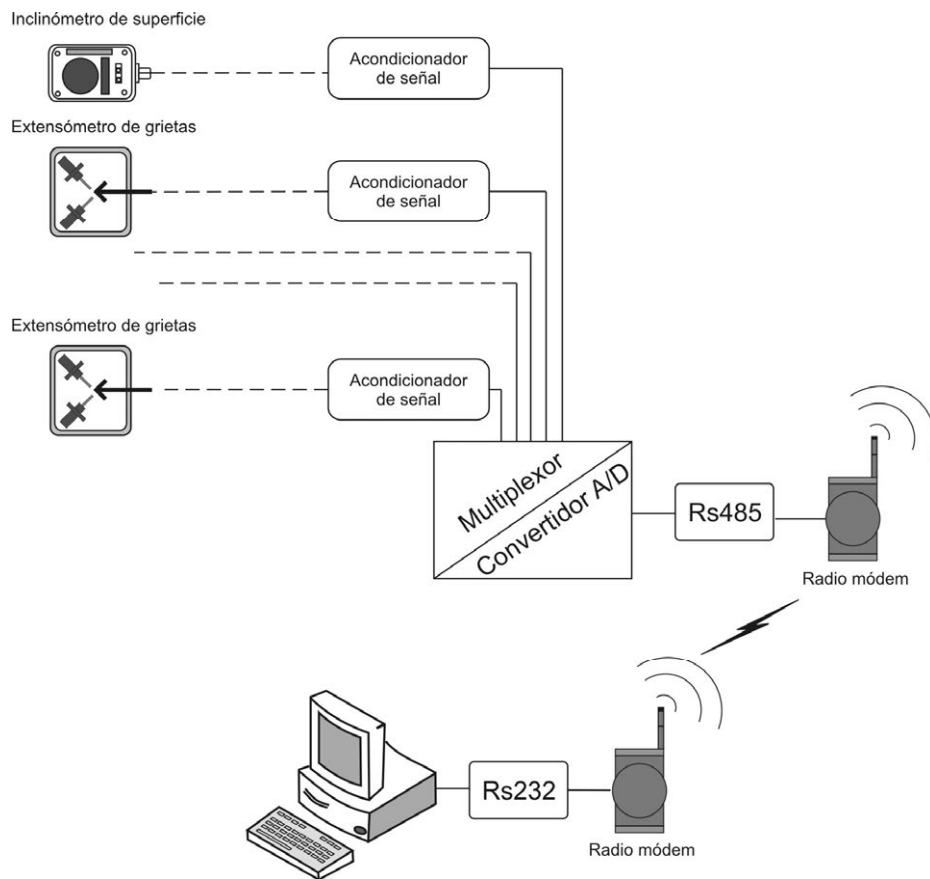 Inclinómetro de superficie
Acondicionador
de señal
Extensómetro de grietas
Acondicionador
de señal
Extensómetro de grietas
Acondicionador
de señal
Multiplexor
Convertidor A/D
Rs485
Radio módem
Rs232
Radio módem